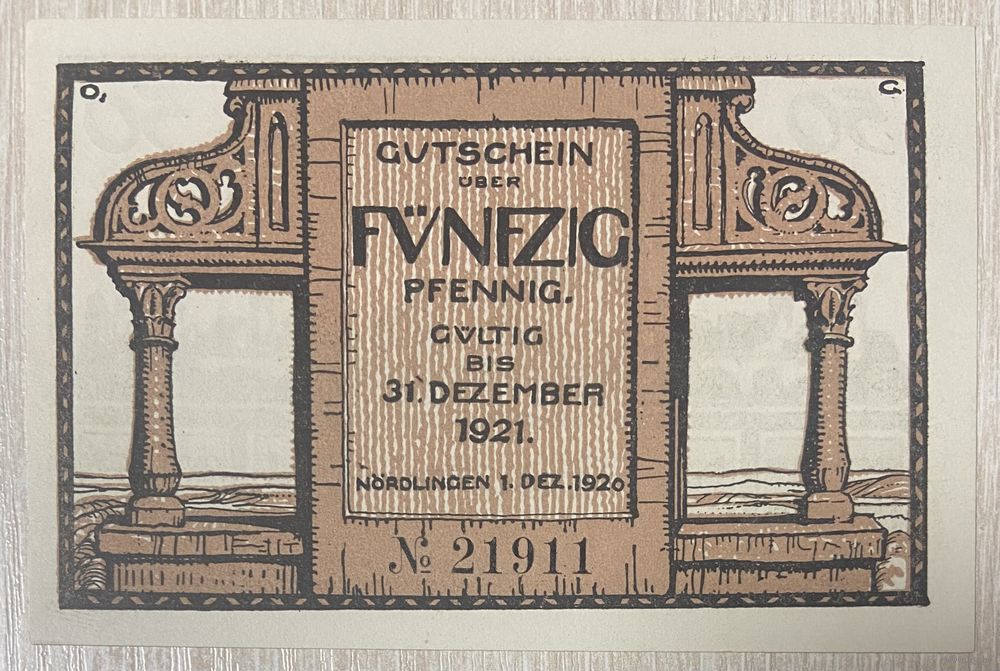 O. G.
GUTSCHEIN
ÜBER
FÜNFZIG
PFENNIG.
GÜLTIG
BIS
31. DEZEMBER
1921.
NÖRDLINGEN 1. DEZ. 1920
№ 21911